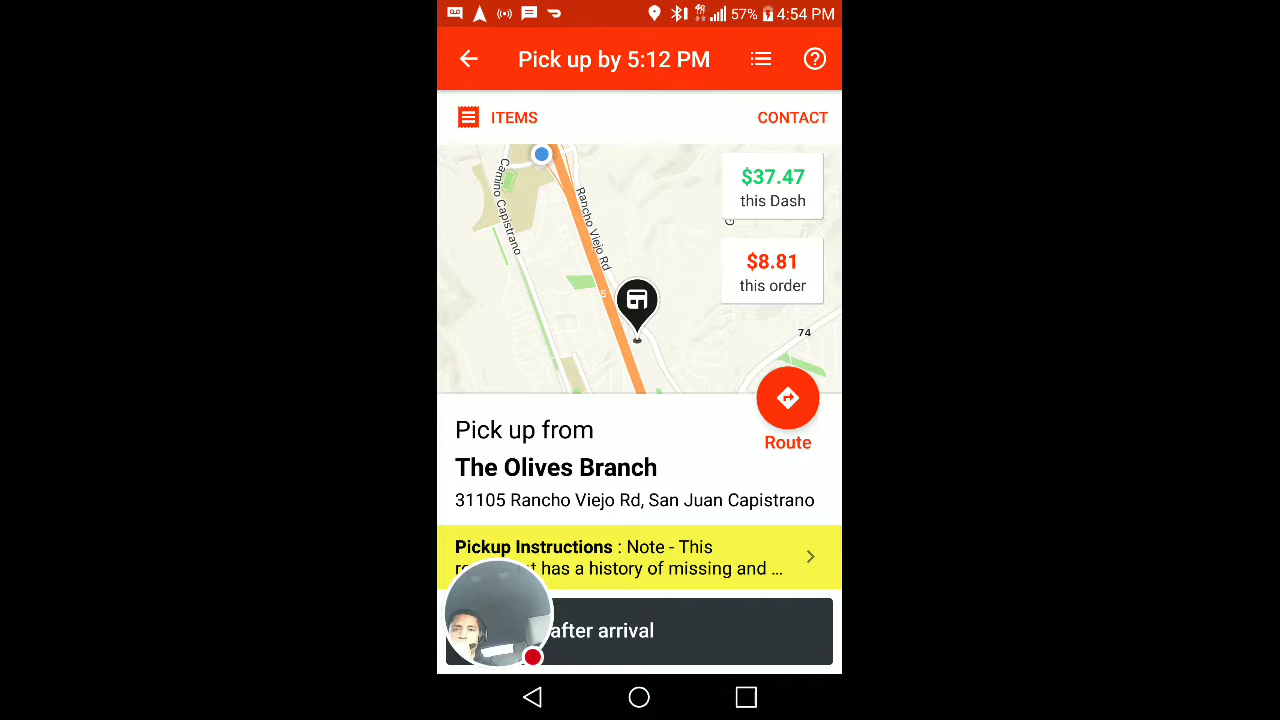 57% 4:54 PM
Pick up by 5:12 PM
ITEMS
CONTACT
Camino Capistrano
Rancho Viejo Rd
$37.47
this Dash
G
$8.81
this order
5
74
Route
Pick up from
The Olives Branch
31105 Rancho Viejo Rd, San Juan Capistrano
Pickup Instructions : Note - This
has a history of missing and ...
after arrival